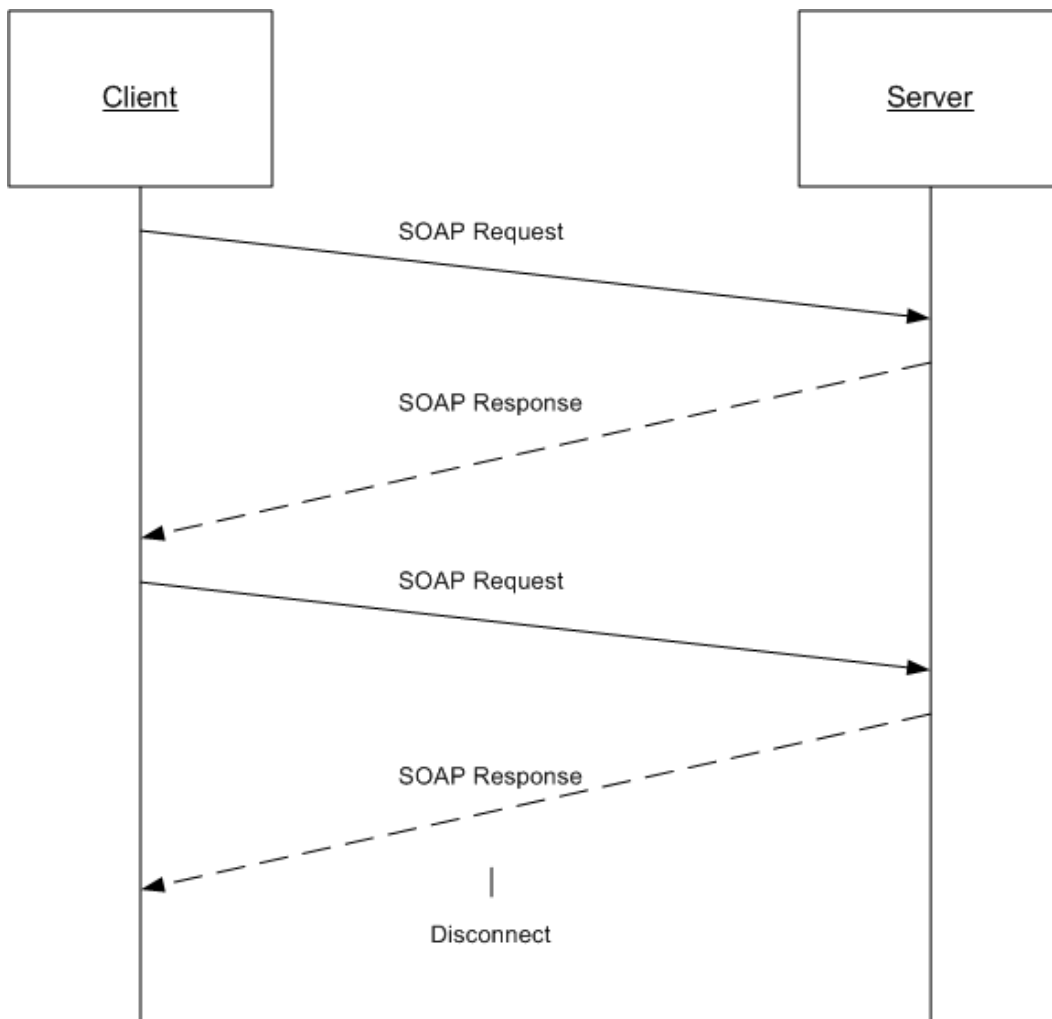 Client
Server
SOAP Request
SOAP Response
SOAP Request
SOAP Response
Disconnect